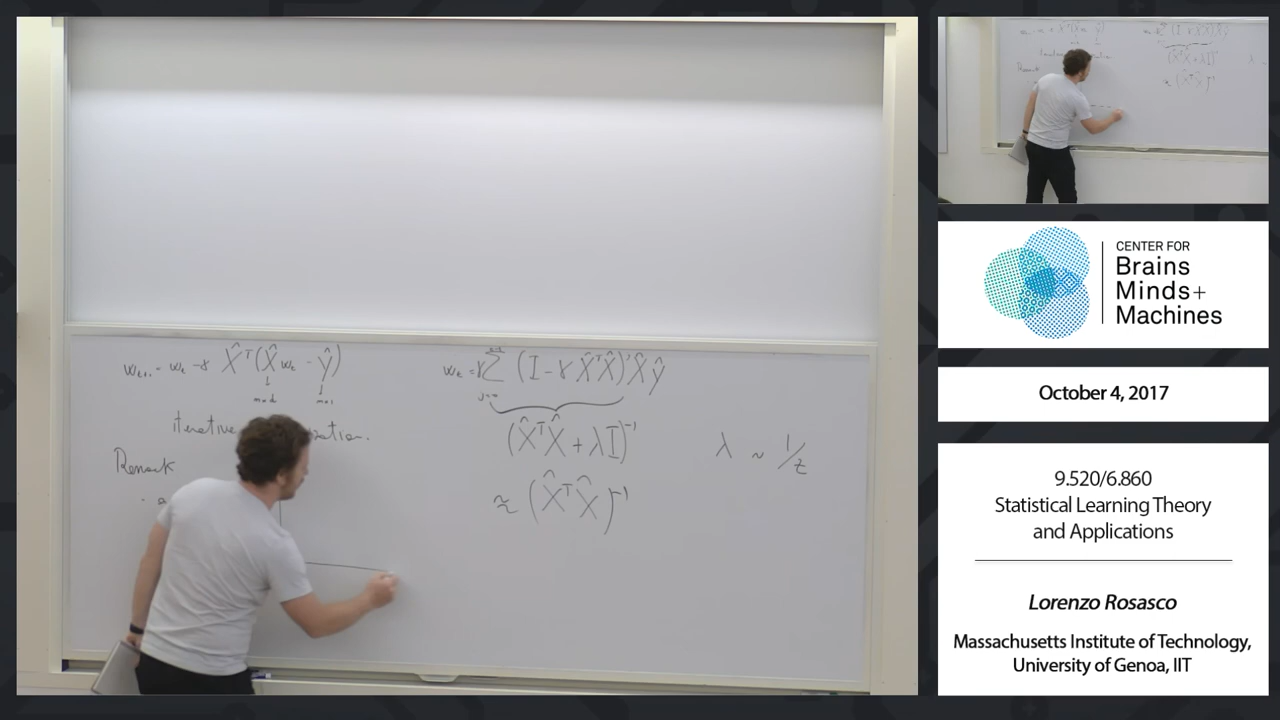 w_{t+1} = w_t - γ X̂ᵀ(X̂ w_t - Ŷ)
iterative
Remark
w_t = γ Σ (I - γ X̂ᵀX̂)ʲ X̂ ŷ
(X̂ᵀX̂ + λI)⁻¹
≈ (X̂ᵀX̂)⁻¹
λ ~ 1/t
CENTER FOR
Brains
Minds+
Machines
October 4, 2017
9.520/6.860
Statistical Learning Theory
and Applications
Lorenzo Rosasco
Massachusetts Institute of Technology,
University of Genoa, IIT